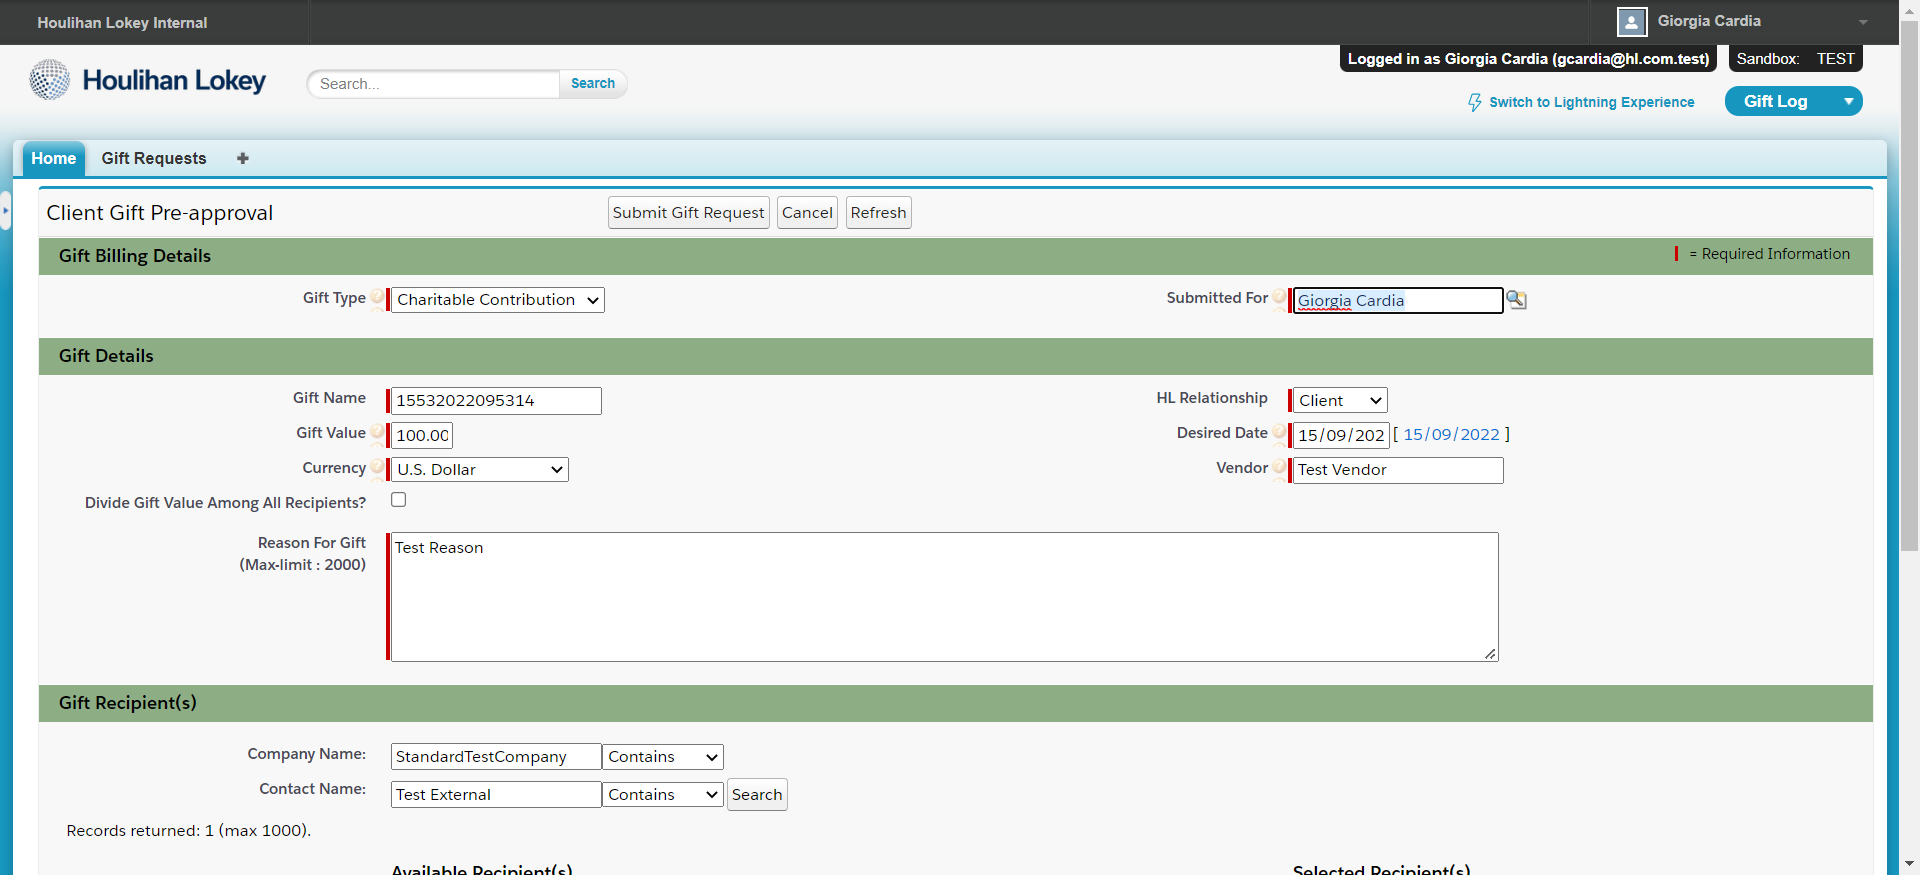 Houlihan Lokey Internal
Giorgia Cardia
Logged in as Giorgia Cardia (gcardia@hl.com.test)
Sandbox: TEST
Houlihan Lokey
Search...
Search
Switch to Lightning Experience
Gift Log
Home
Gift Requests
+
Client Gift Pre-approval
Submit Gift Request
Cancel
Refresh
Gift Billing Details
= Required Information
Gift Type
Charitable Contribution
Submitted For
Giorgia Cardia
Gift Details
Gift Name
15532022095314
HL Relationship
Client
Gift Value
100.00
Desired Date
15/09/202
[ 15/09/2022 ]
Currency
U.S. Dollar
Vendor
Test Vendor
Divide Gift Value Among All Recipients?
Reason For Gift
(Max-limit : 2000)
Test Reason
Gift Recipient(s)
Company Name:
StandardTestCompany
Contains
Contact Name:
Test External
Contains
Search
Records returned: 1 (max 1000).
Available Recipient(s)
Selected Recipient(s)